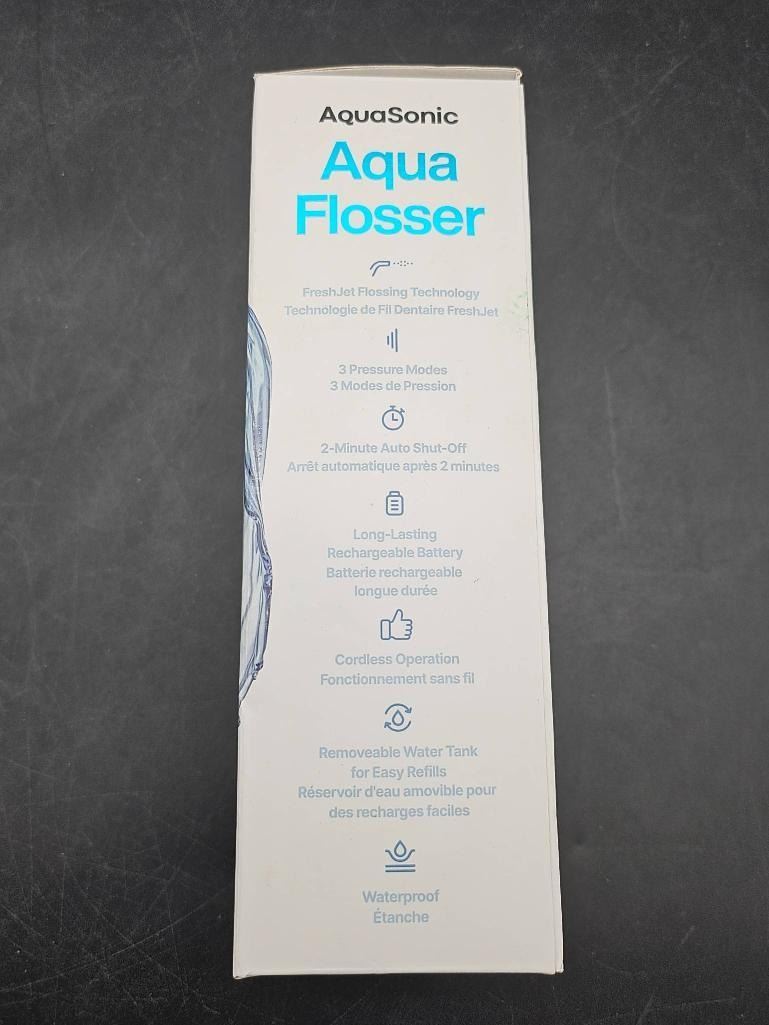 AquaSonic
Aqua
Flosser
FreshJet Flossing Technology
Technologie de Fil Dentaire FreshJet
3 Pressure Modes
3 Modes de Pression
2-Minute Auto Shut-Off
Arrêt automatique après 2 minutes
Long-Lasting
Rechargeable Battery
Batterie rechargeable
longue durée
Cordless Operation
Fonctionnement sans fil
Removeable Water Tank
for Easy Refills
Réservoir d'eau amovible pour
des recharges faciles
Waterproof
Étanche